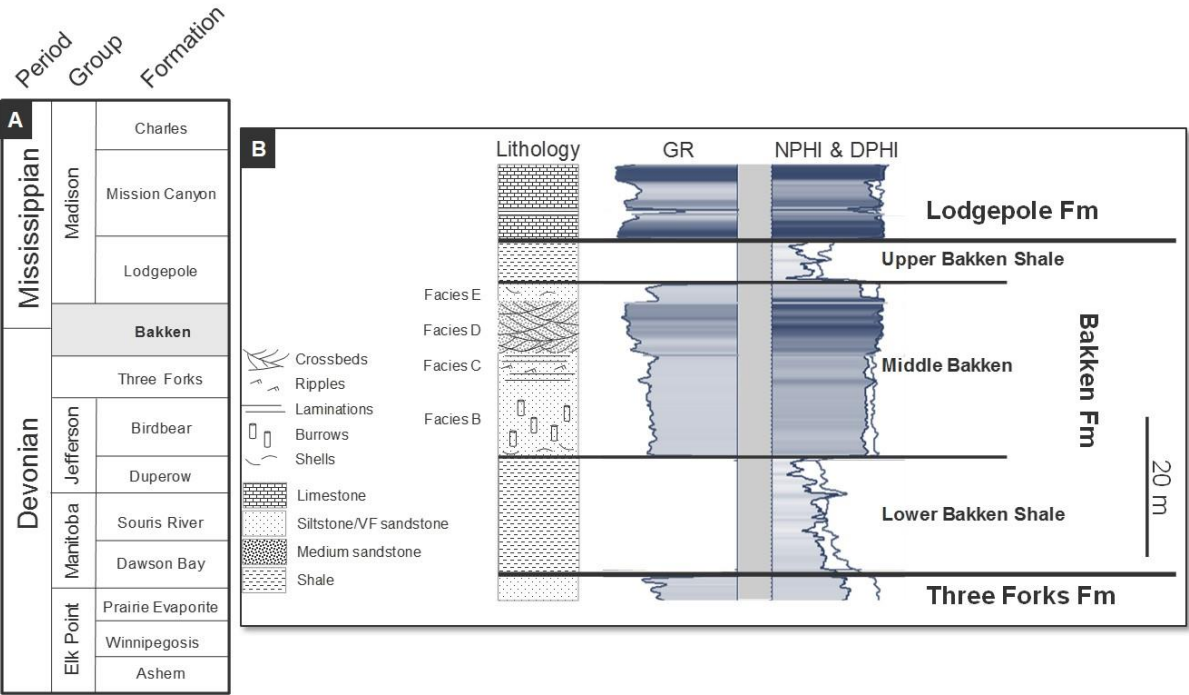 Period
Group
Formation
A
Mississippian
Devonian
Madison
Jefferson
Manitoba
Elk Point
Charles
Mission Canyon
Lodgepole
Bakken
Three Forks
Birdbear
Duperow
Souris River
Dawson Bay
Prairie Evaporite
Winnipegosis
Ashern
B
Lithology
GR
NPHI & DPHI
Lodgepole Fm
Upper Bakken Shale
Facies E
Facies D
Facies C
Facies B
Middle Bakken
Bakken Fm
Lower Bakken Shale
20 m
Three Forks Fm
Crossbeds
Ripples
Laminations
Burrows
Shells
Limestone
Siltstone/VF sandstone
Medium sandstone
Shale